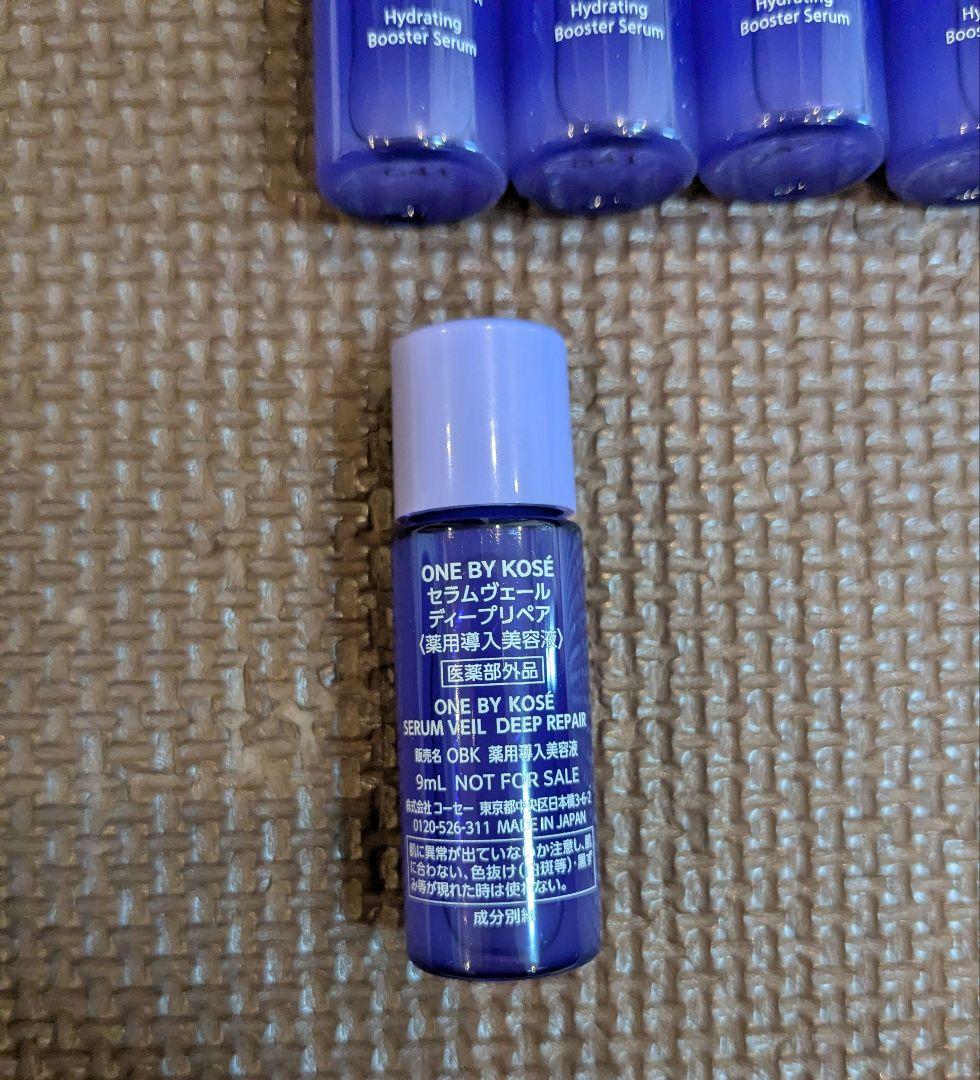 Hydrating
Booster Serum
Hydrating
Booster Serum
Hydrating
Booster Serum
ONE BY KOSÉ
セラムヴェール
ディープリペア
〈薬用導入美容液〉
医薬部外品
ONE BY KOSÉ
SERUM VEIL DEEP REPAIR
販売名 OBK 薬用導入美容液
9mL NOT FOR SALE
株式会社 コーセー 東京都中央区日本橋3-6-2
0120-526-311 MADE IN JAPAN
肌に異常が出ていないか注意し、肌
に合わない、色抜け(白斑等)・黒ず
み等が現れた時は使わない。
成分別紙